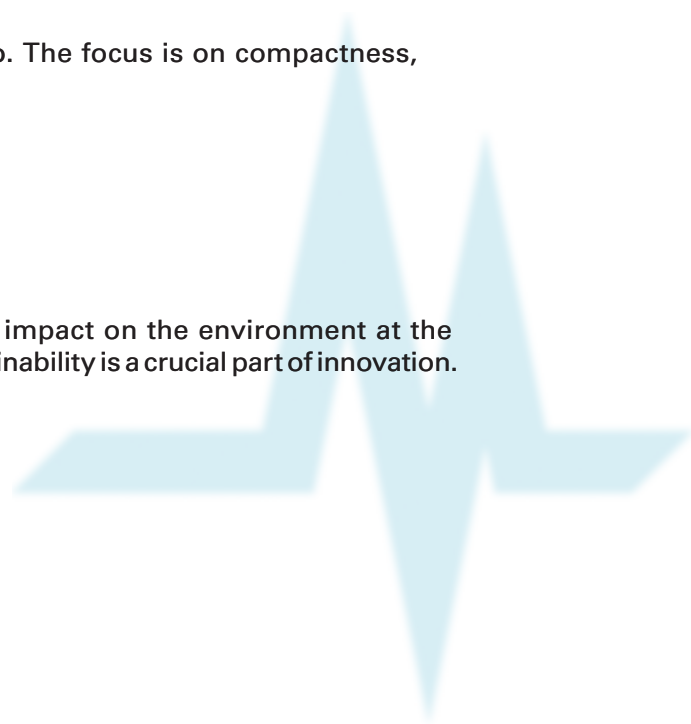 . The focus is on compactness,
impact on the environment at the
inability is a crucial part of innovation.